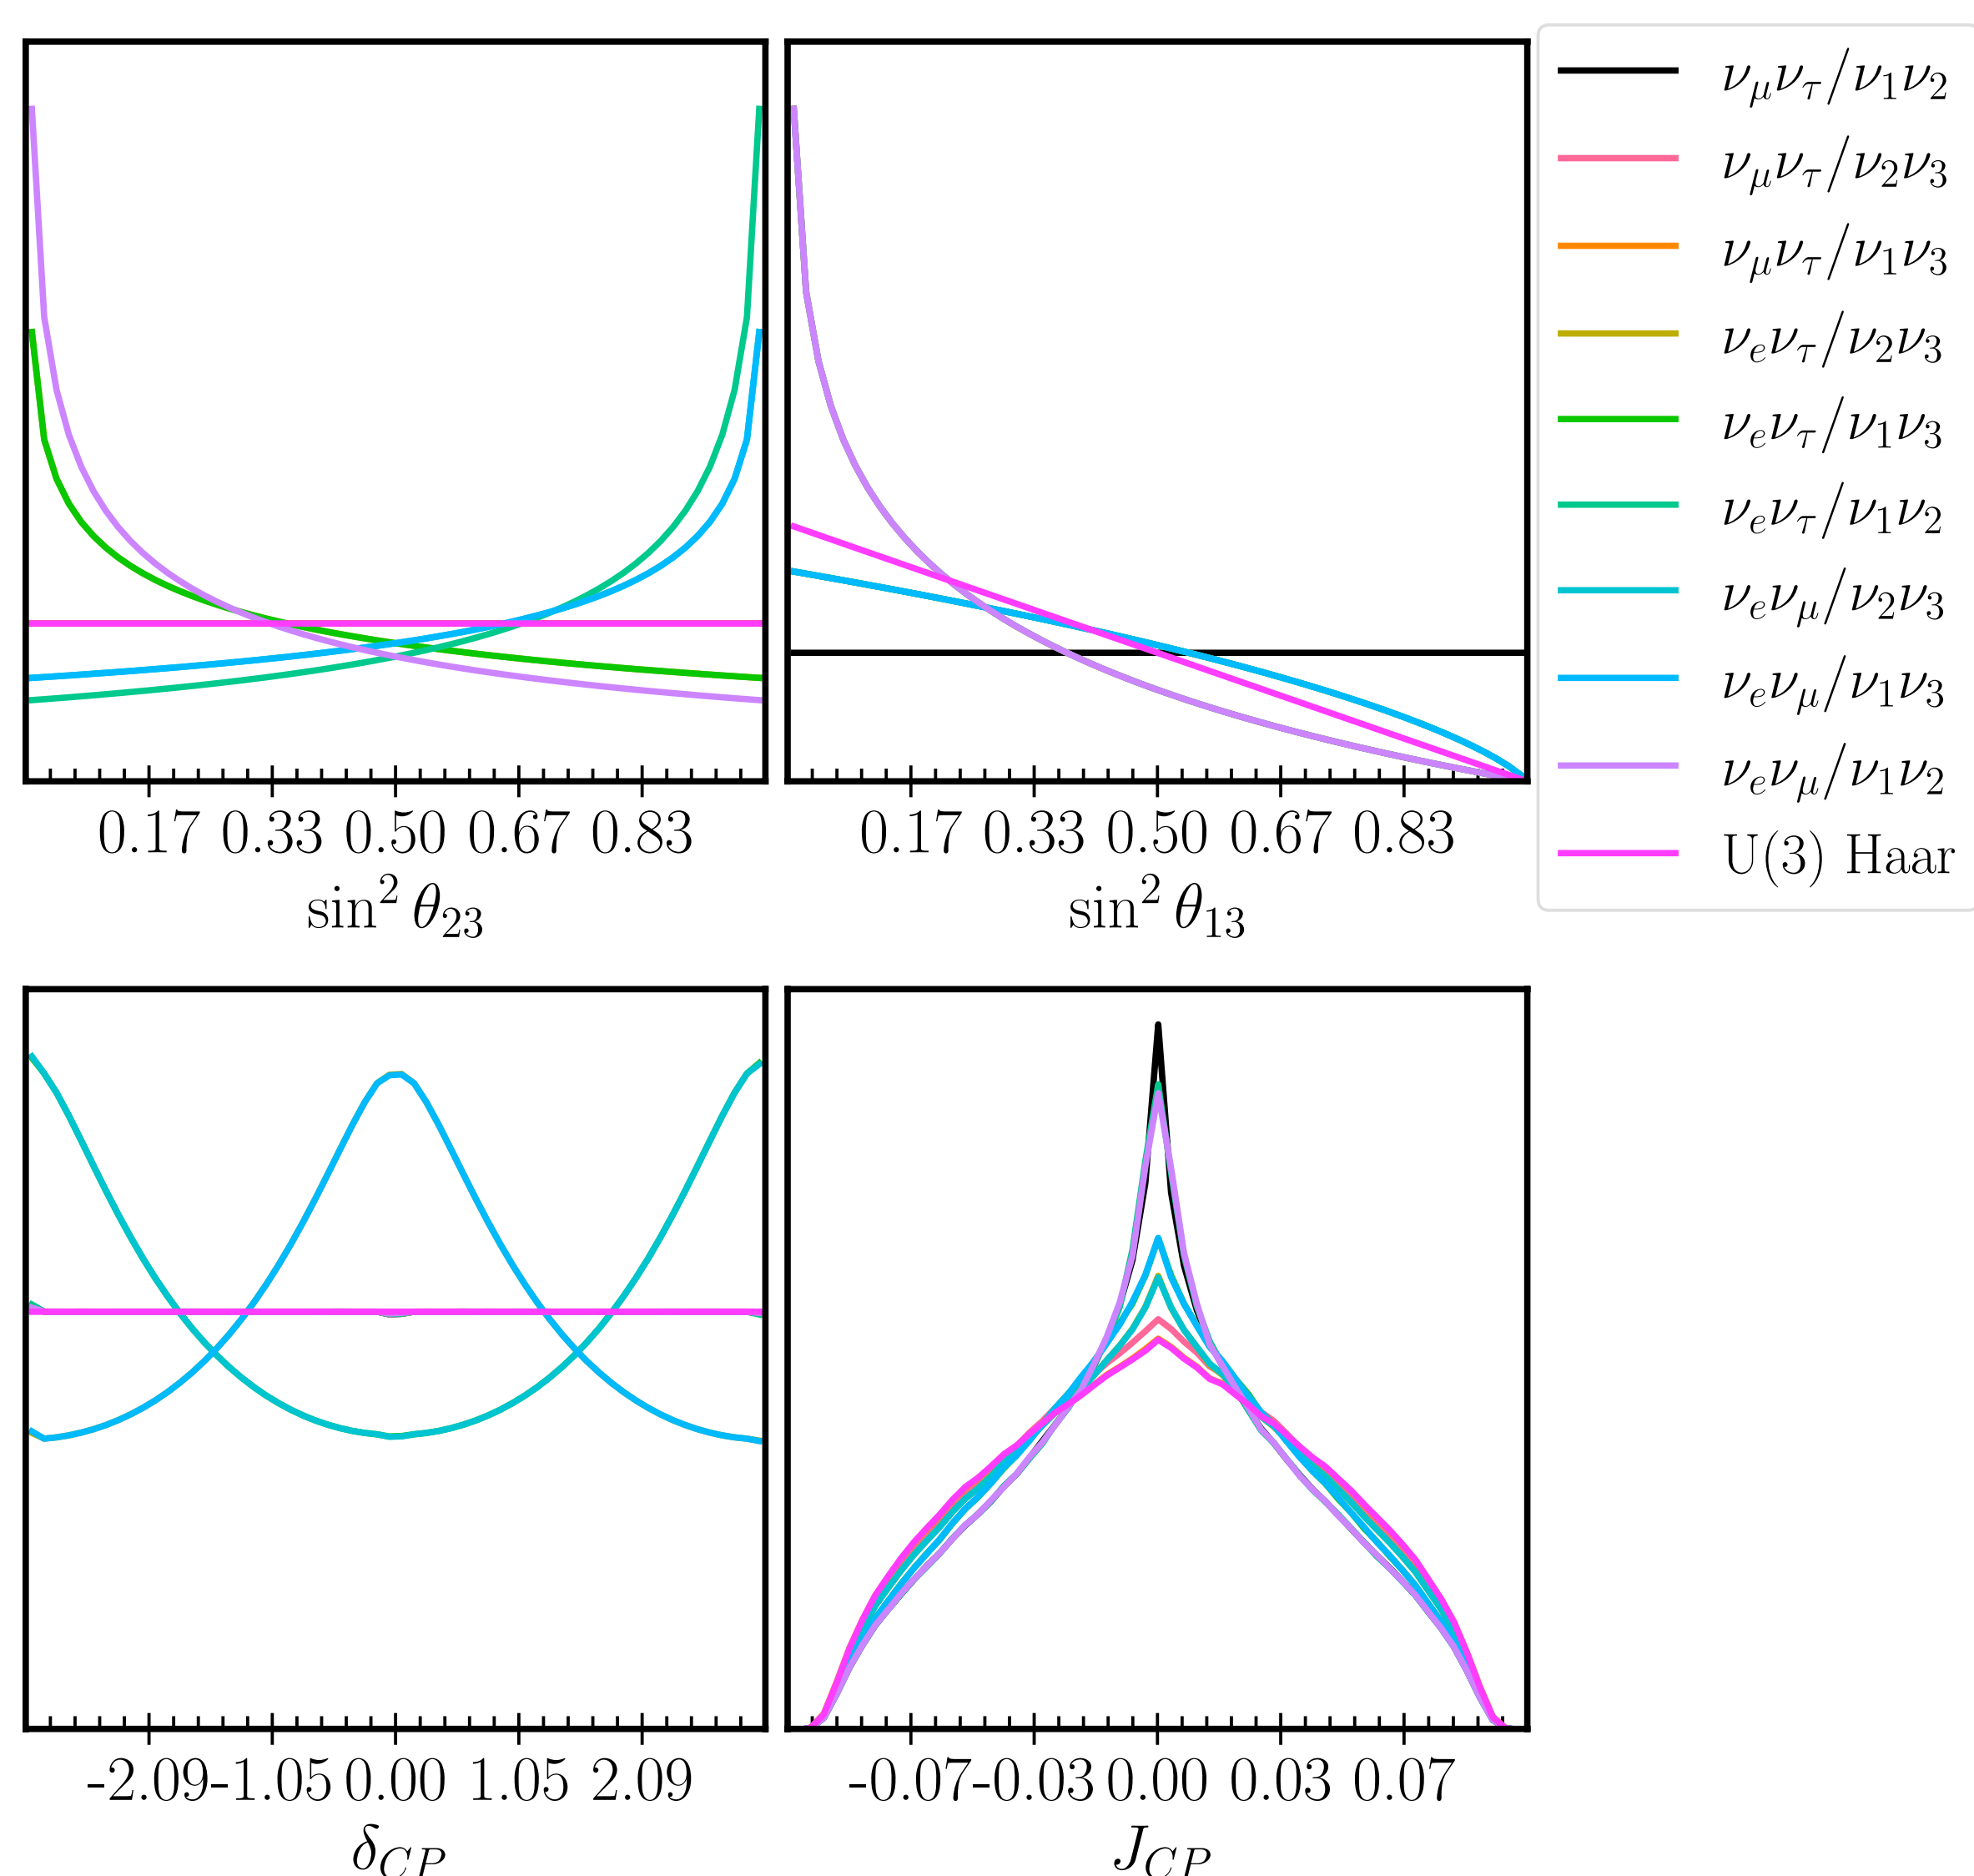 ν_μν_τ/ν₁ν₂
ν_μν_τ/ν₂ν₃
ν_μν_τ/ν₁ν₃
ν_eν_τ/ν₂ν₃
ν_eν_τ/ν₁ν₃
ν_eν_τ/ν₁ν₂
ν_eν_μ/ν₂ν₃
ν_eν_μ/ν₁ν₃
ν_eν_μ/ν₁ν₂
U(3) Haar
0.17 0.33 0.50 0.67 0.83
sin² θ₂₃
0.17 0.33 0.50 0.67 0.83
sin² θ₁₃
-2.09 -1.05 0.00 1.05 2.09
δ_CP
-0.07 -0.03 0.00 0.03 0.07
J_CP